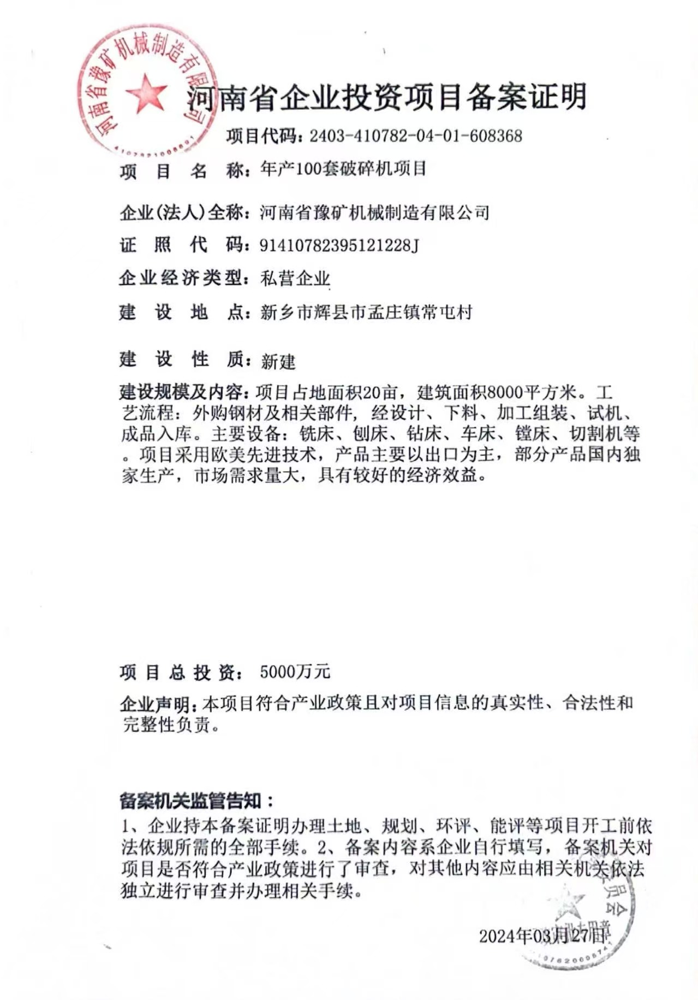 河南省豫矿机械制造有限公司
河南省企业投资项目备案证明
项目代码：2403-410782-04-01-608368
项目名称：年产100套破碎机项目
企业(法人)全称：河南省豫矿机械制造有限公司
证照代码：91410782395121228J
企业经济类型：私营企业
建设地点：新乡市辉县市孟庄镇常屯村
建设性质：新建
建设规模及内容：项目占地面积20亩，建筑面积8000平方米。工
艺流程：外购钢材及相关部件，经设计、下料、加工组装、试机、
成品入库。主要设备：铣床、刨床、钻床、车床、镗床、切割机等
。项目采用欧美先进技术，产品主要以出口为主，部分产品国内独
家生产，市场需求量大，具有较好的经济效益。
项目总投资：5000万元
企业声明：本项目符合产业政策且对项目信息的真实性、合法性和
完整性负责。
备案机关监管告知：
1、企业持本备案证明办理土地、规划、环评、能评等项目开工前依
法依规所需的全部手续。2、备案内容系企业自行填写，备案机关对
项目是否符合产业政策进行了审查，对其他内容应由相关机关依法
独立进行审查并办理相关手续。
员会
专用章
2024年03月27日